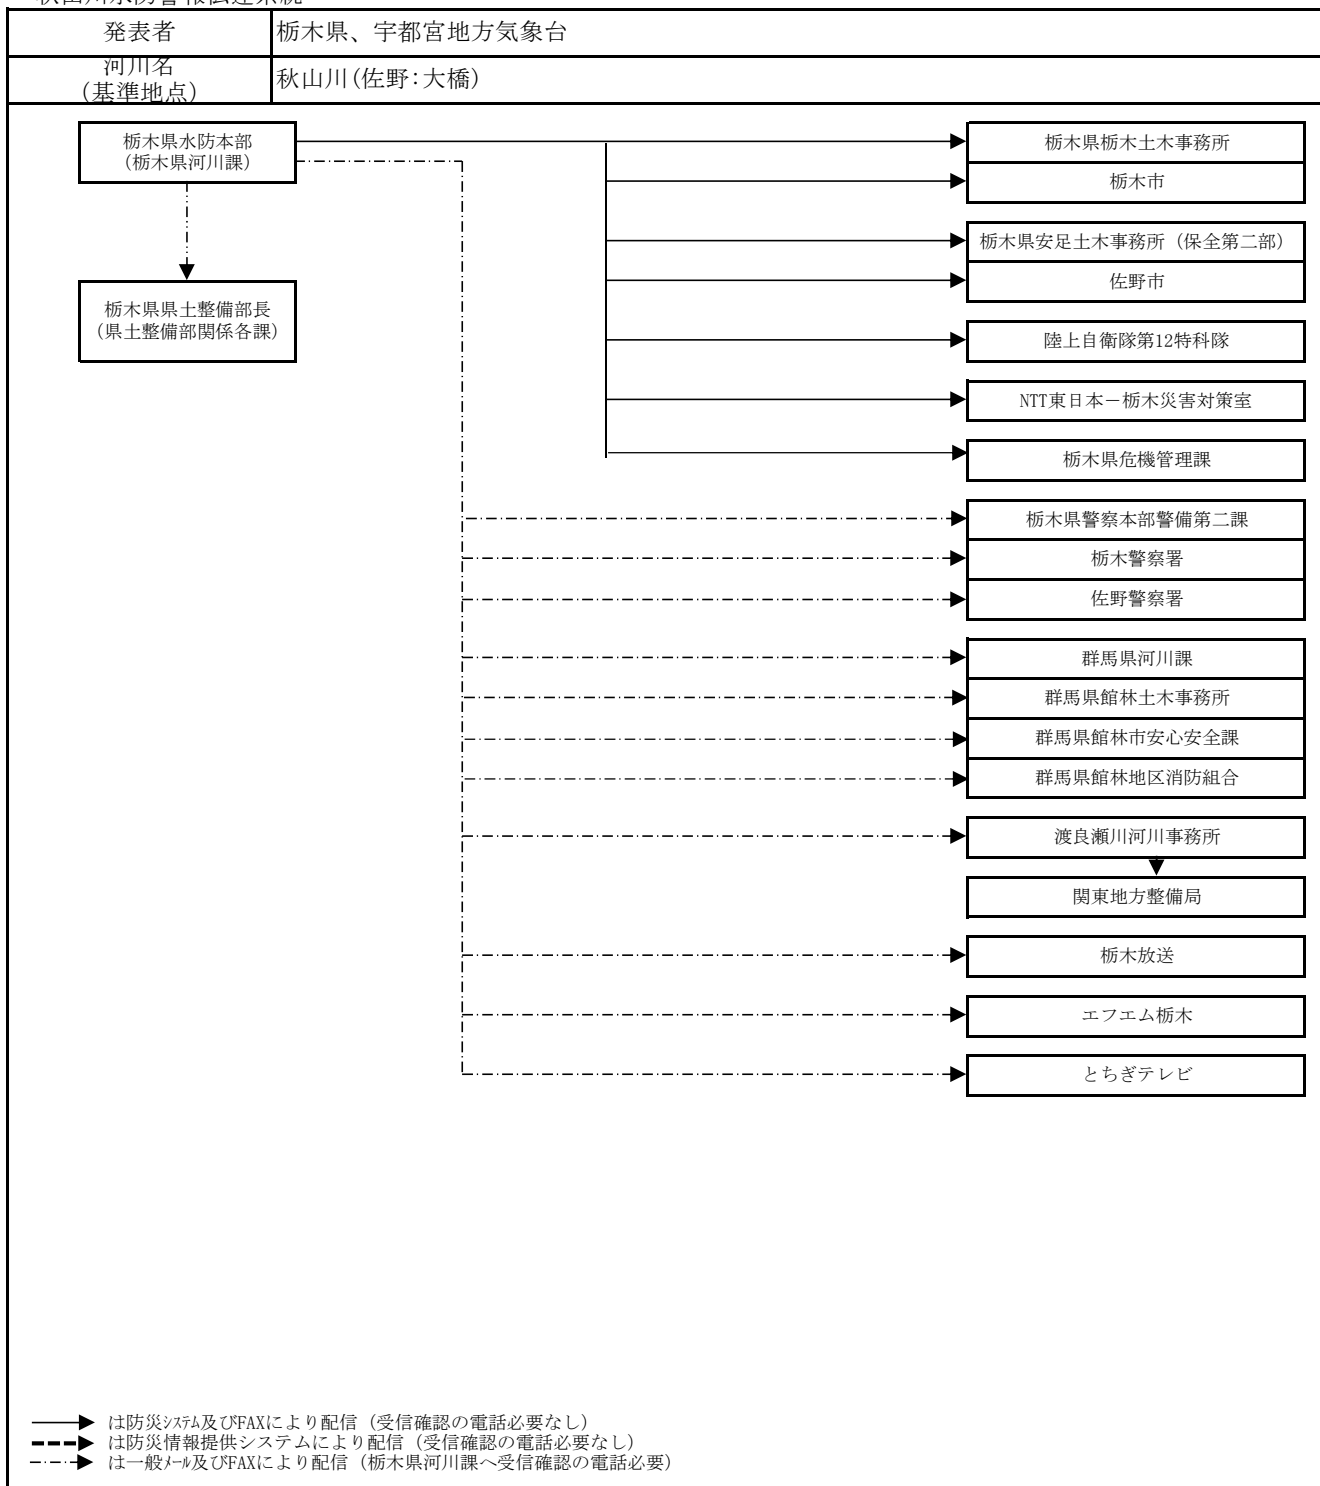 秋山川水防警報伝達系統
発表者
栃木県、宇都宮地方気象台
河川名
(基準地点)
秋山川(佐野:大橋)
栃木県水防本部
(栃木県河川課)
栃木県県土整備部長
(県土整備部関係各課)
栃木県栃木土木事務所
栃木市
栃木県安足土木事務所(保全第二部)
佐野市
陸上自衛隊第12特科隊
NTT東日本-栃木災害対策室
栃木県危機管理課
栃木県警察本部警備第二課
栃木警察署
佐野警察署
群馬県河川課
群馬県館林土木事務所
群馬県館林市安心安全課
群馬県館林地区消防組合
渡良瀬川河川事務所
関東地方整備局
栃木放送
エフエム栃木
とちぎテレビ
は防災ｼｽﾃﾑ及びFAXにより配信(受信確認の電話必要なし)
は防災情報提供システムにより配信(受信確認の電話必要なし)
は一般ﾒｰﾙ及びFAXにより配信(栃木県河川課へ受信確認の電話必要)